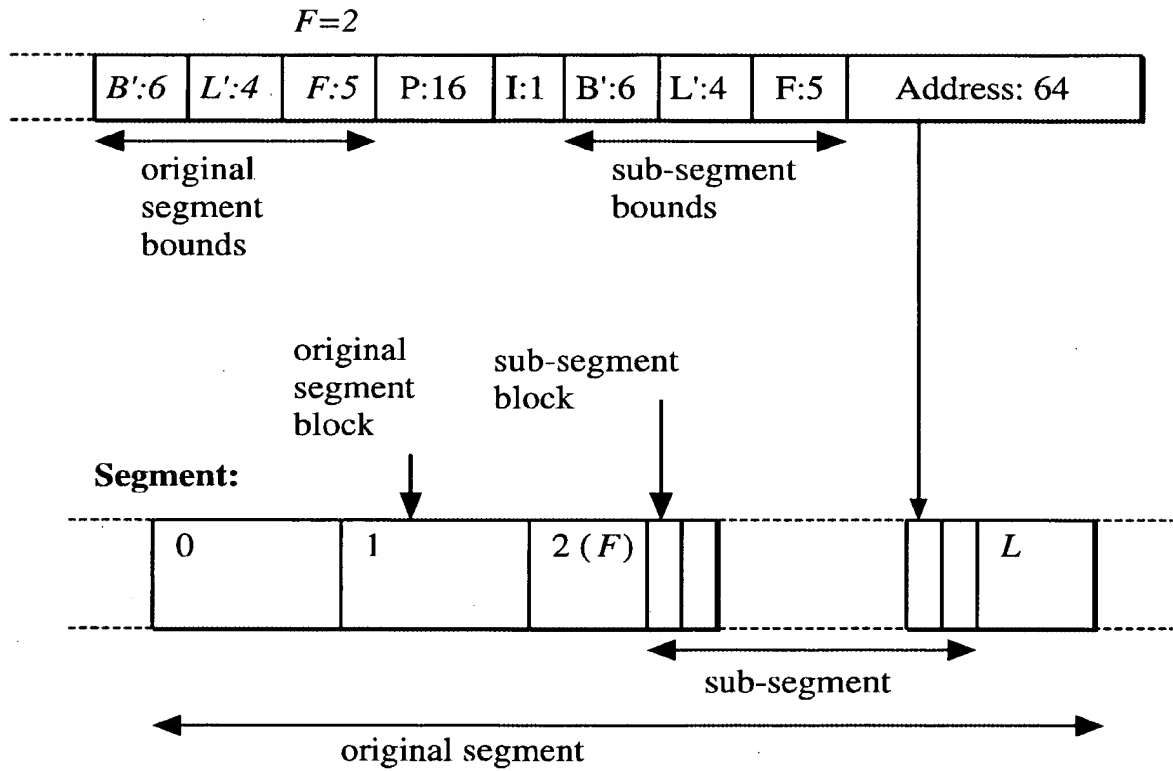 F=2
B':6 L':4 F:5 P:16 I:1 B':6 L':4 F:5 Address: 64
original
segment
bounds
sub-segment
bounds
original
segment
block
sub-segment
block
Segment:
0 1 2 (F) L
sub-segment
original segment